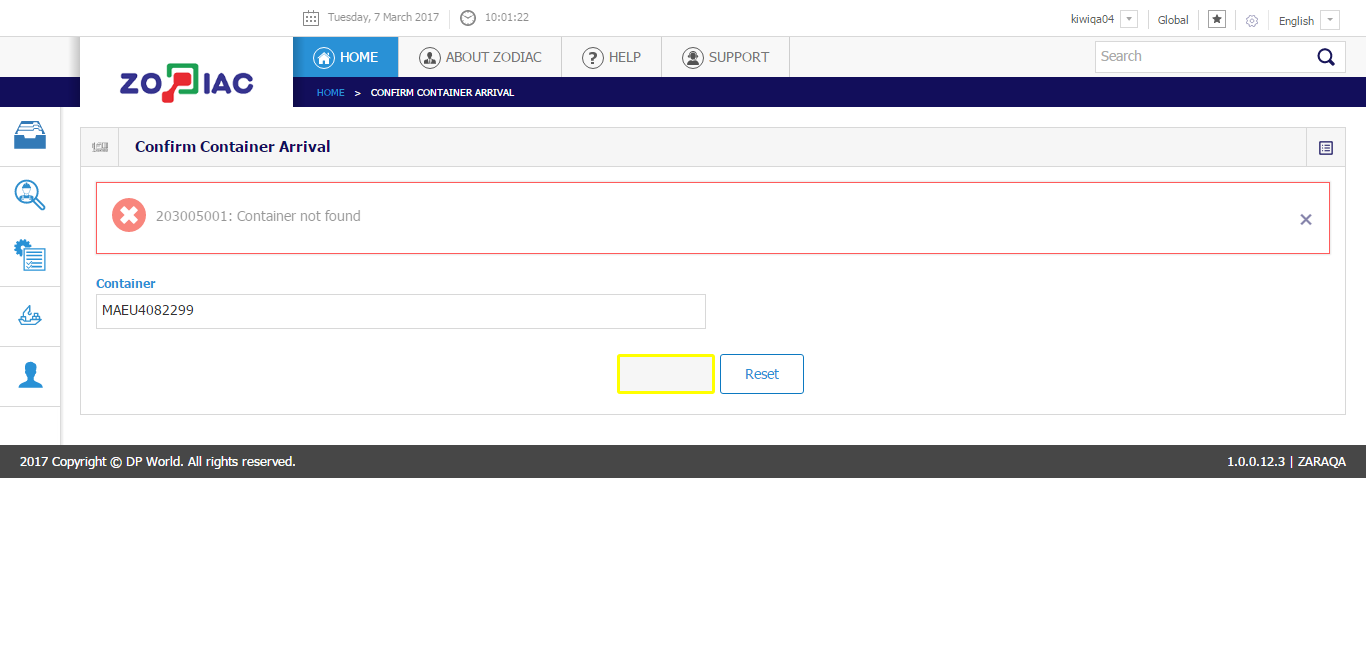 Tuesday, 7 March 2017 10:01:22 kiwiqa04 Global English
ZODIAC HOME ABOUT ZODIAC ? HELP SUPPORT Search
HOME > CONFIRM CONTAINER ARRIVAL
Confirm Container Arrival
203005001: Container not found
Container
MAEU4082299
Reset
2017 Copyright © DP World. All rights reserved. 1.0.0.12.3 | ZARAQA